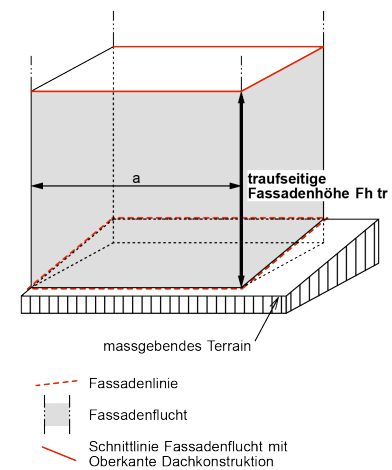 a
traufseitige
Fassadenhöhe Fh tr
massgebendes Terrain
Fassadenlinie
Fassadenflucht
Schnittlinie Fassadenflucht mit
Oberkante Dachkonstruktion